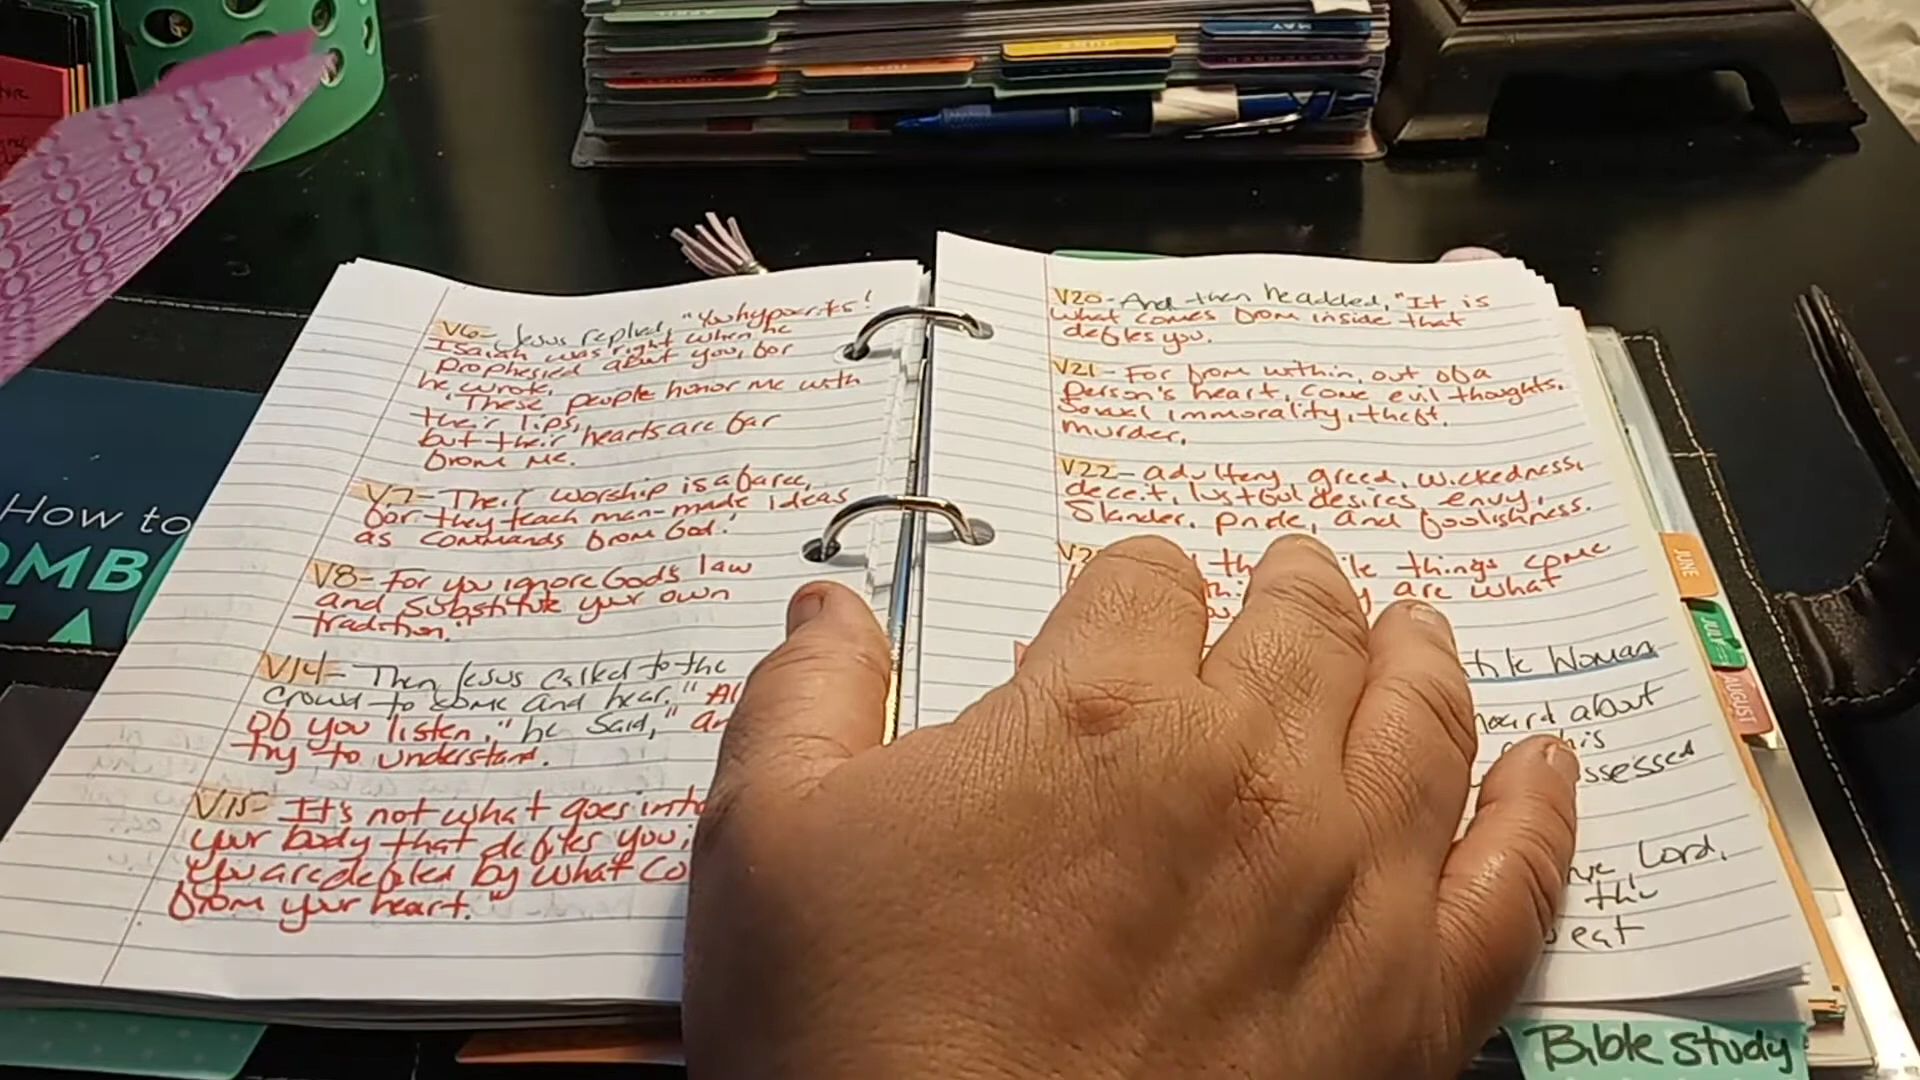 V6- Jesus replied, "You hypocrits!
Isaiah was right when he
prophesied about you, for
he wrote,
'These people honor me with
their lips,
but their hearts are far
from me.
V7- Their worship is a farce,
for they teach man-made ideas
as commands from God.'
V8- For you ignore God's law
and substitute your own
tradition."
V14- Then Jesus called to the
crowd to come and hear. "Al
of you listen," he said, " an
try to understand.
V15- It's not what goes into
your body that defiles you;
you are defiled by what co
from your heart."
V20- And then he added, "It is
what comes from inside that
defiles you.
V21- For from within, out of a
person's heart, come evil thoughts,
sexual immorality, theft,
murder,
V22- adultery, greed, wickedness,
deceit, lustful desires, envy,
slander, pride, and foolishness.
things come
are what
Woman
heard about
his
ssessed
Lord,
the
eat
Bible study
JUNE
JULY
AUGUST
How to
OMB
MAY